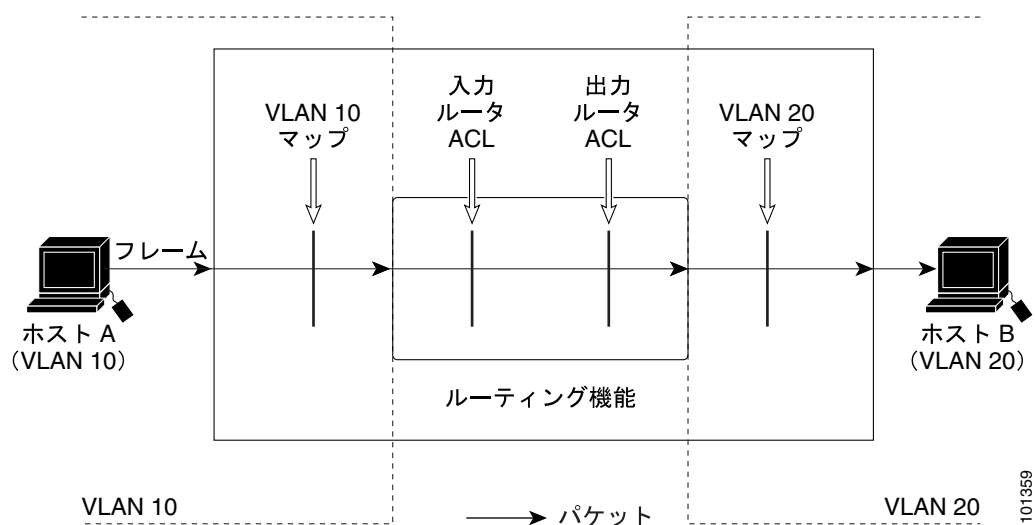 VLAN 10
マップ
入力
ルータ
ACL
出力
ルータ
ACL
VLAN 20
マップ
フレーム
ホスト A
（VLAN 10）
ホスト B
（VLAN 20）
ルーティング機能
VLAN 10
パケット
VLAN 20
101359